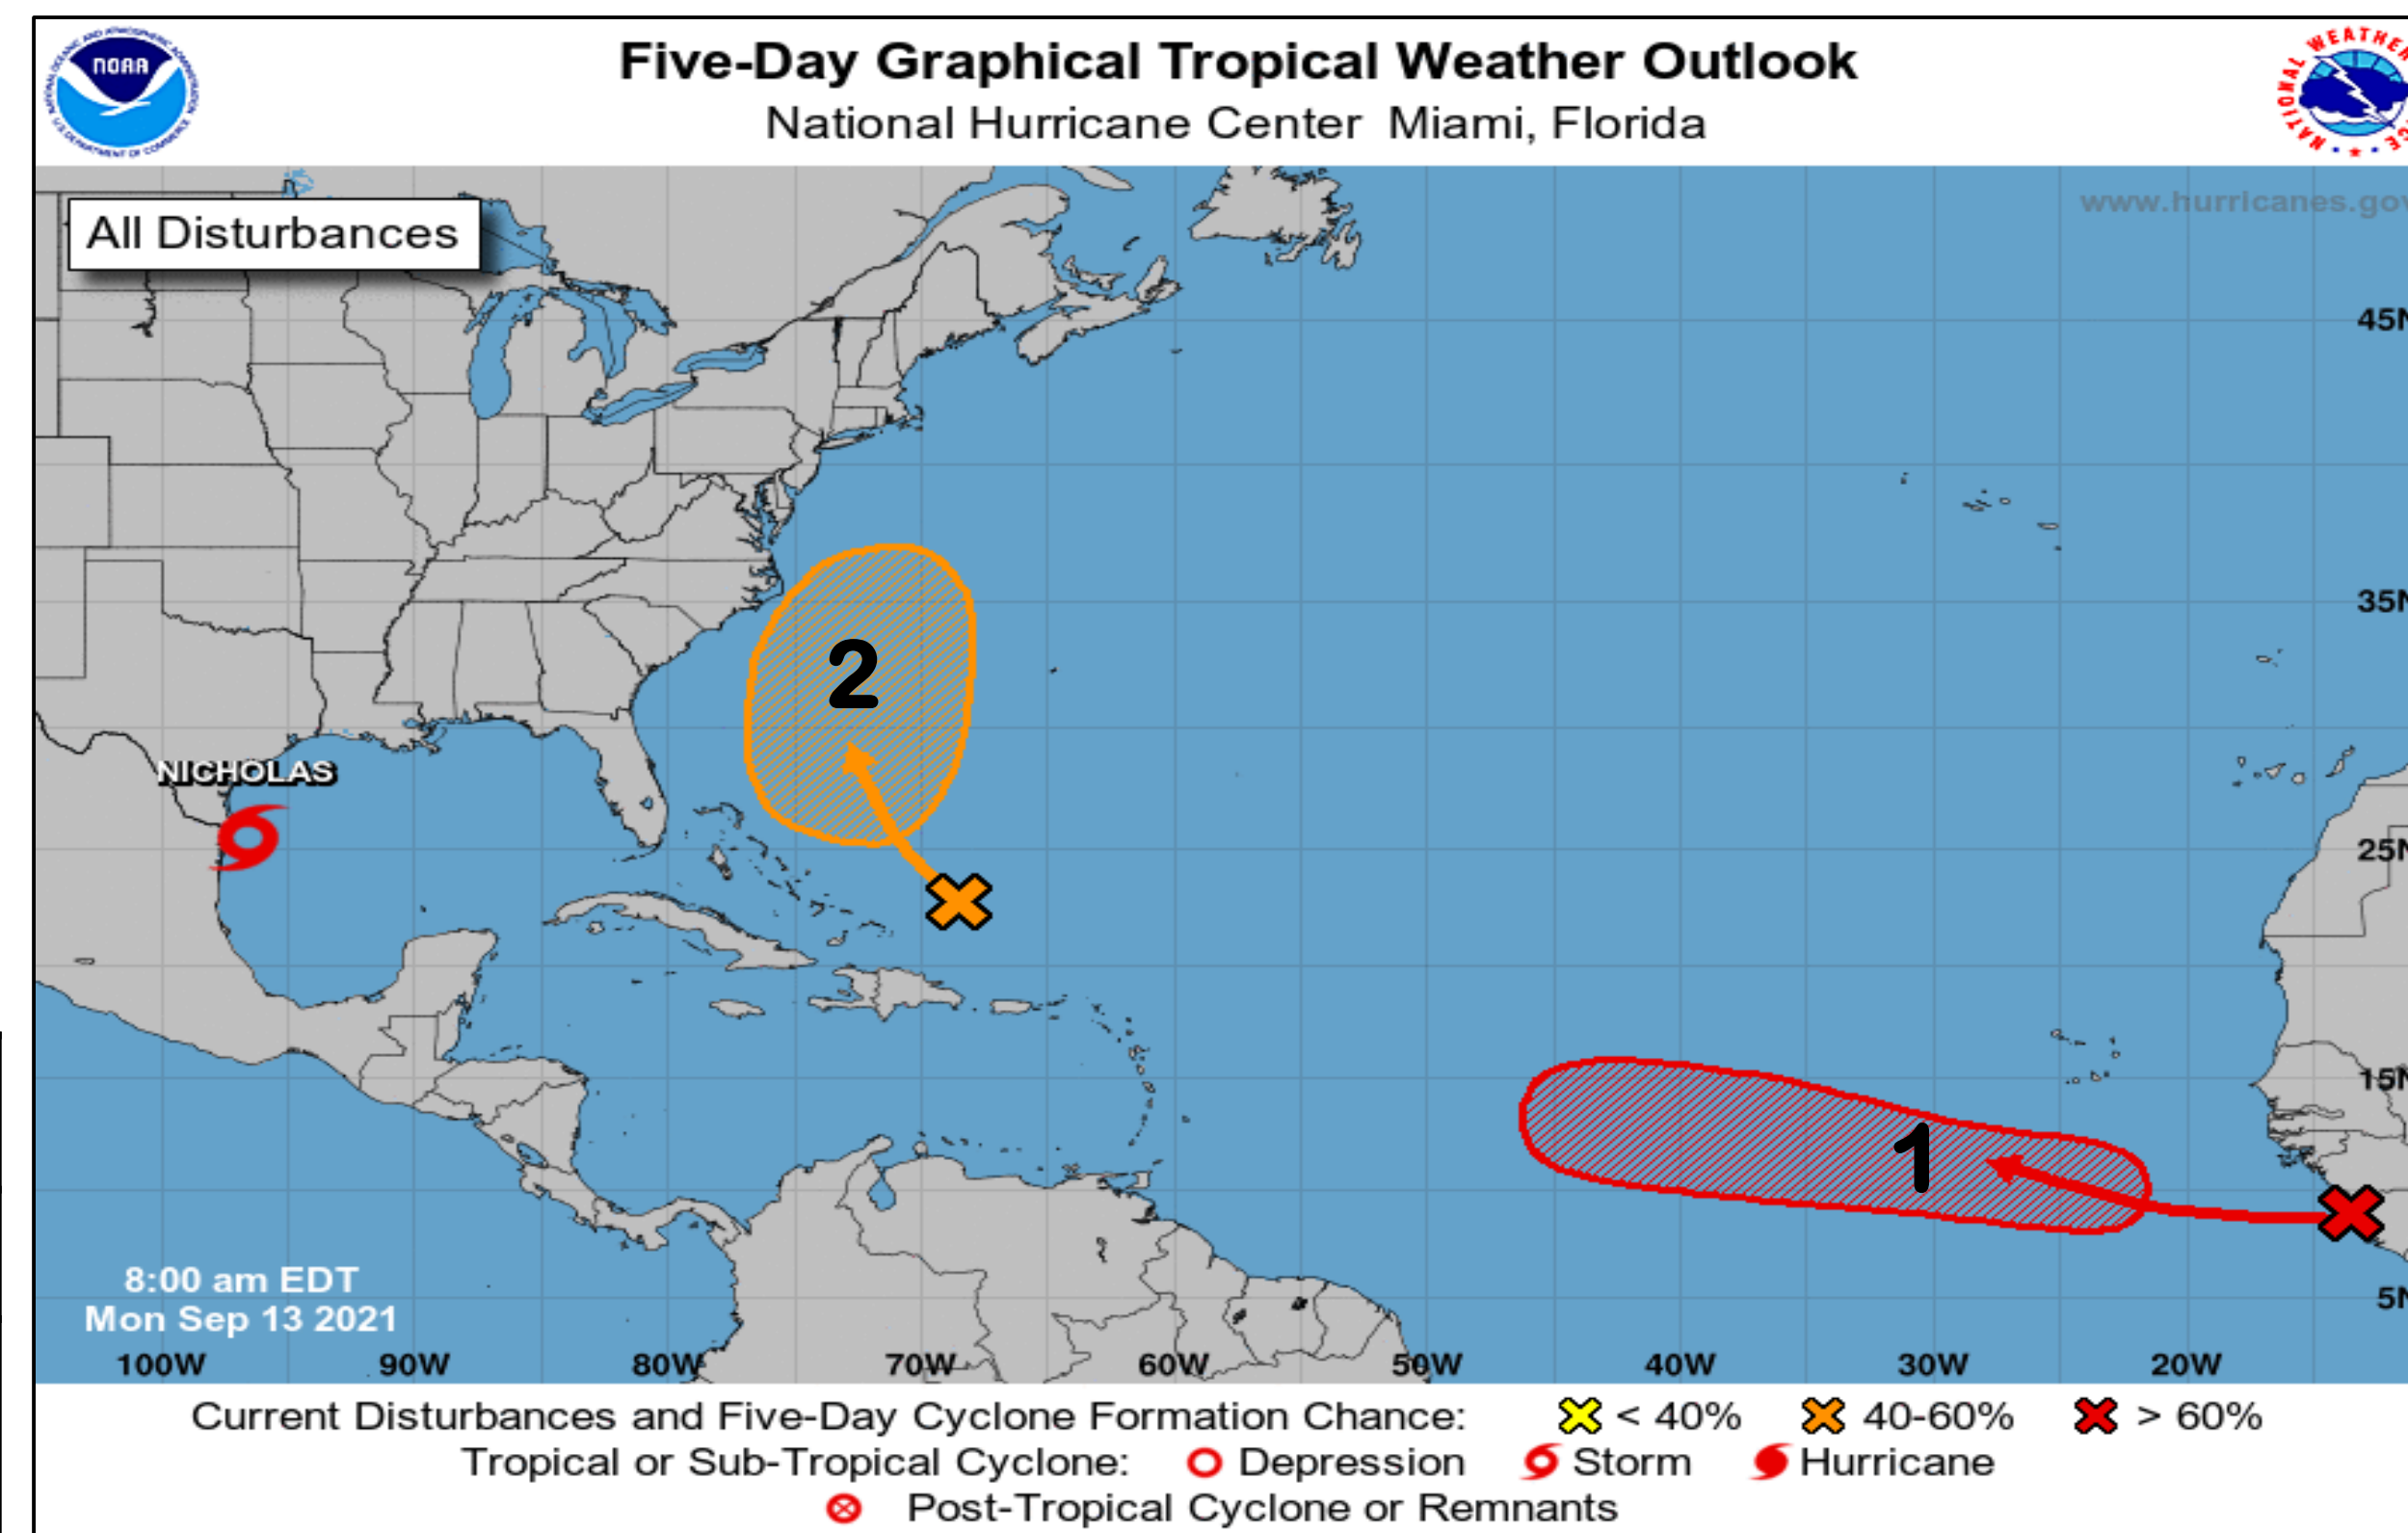 Five-Day Graphical Tropical Weather Outlook
National Hurricane Center Miami, Florida
NOAA
All Disturbances
www.hurricanes.gov
45N
35N
2
NICHOLAS
25N
15N
1
5N
8:00 am EDT
Mon Sep 13 2021
100W 90W 80W 70W 60W 50W 40W 30W 20W
Current Disturbances and Five-Day Cyclone Formation Chance: < 40% 40-60% > 60%
Tropical or Sub-Tropical Cyclone: Depression Storm Hurricane
Post-Tropical Cyclone or Remnants